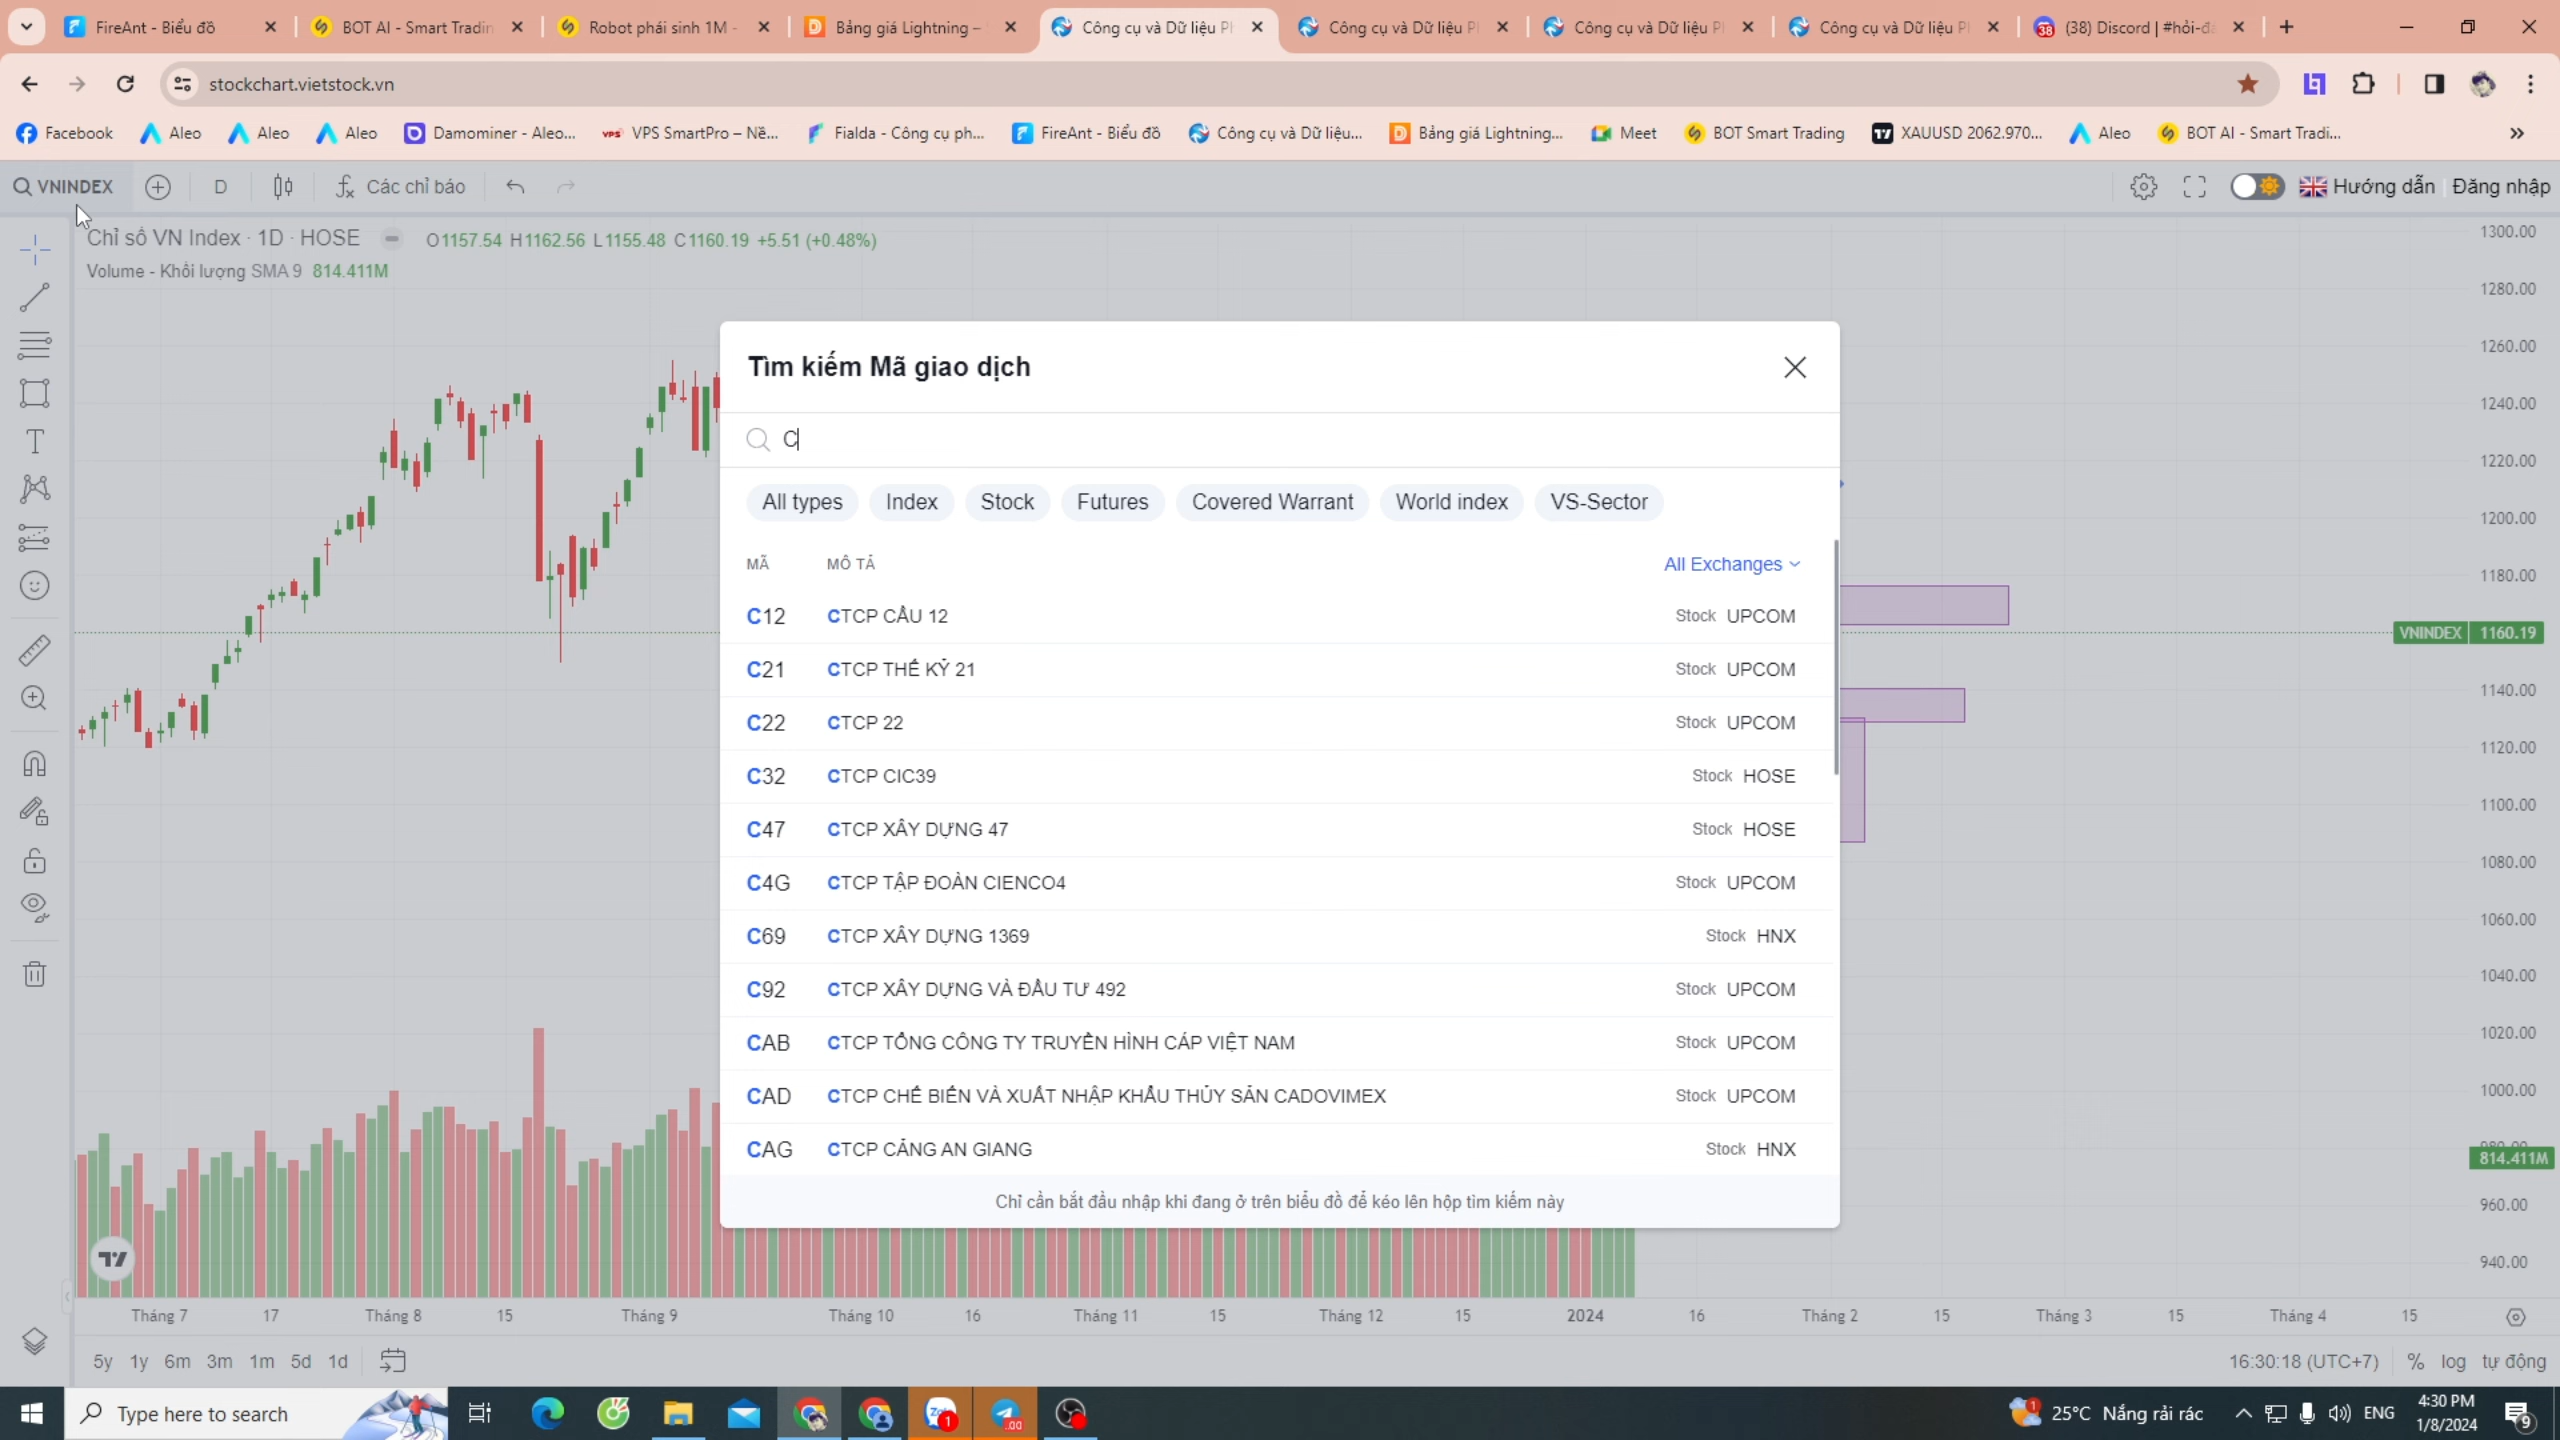 FireAnt - Biểu đồ
BOT AI - Smart Tradin
Robot phái sinh 1M -
Bảng giá Lightning –
Công cụ và Dữ liệu Ph
Công cụ và Dữ liệu Pl
Công cụ và Dữ liệu Pl
Công cụ và Dữ liệu Pl
(38) Discord | #hỏi-đ
stockchart.vietstock.vn
Facebook
Aleo
Aleo
Aleo
Damominer - Aleo...
VPS SmartPro – Nề...
Fialda - Công cụ ph...
FireAnt - Biểu đồ
Công cụ và Dữ liệu...
Bảng giá Lightning...
Meet
BOT Smart Trading
XAUUSD 2062.970...
Aleo
BOT AI - Smart Tradi...
VNINDEX
D
Các chỉ báo
Hướng dẫn
Đăng nhập
Chỉ số VN Index · 1D · HOSE
O1157.54 H1162.56 L1155.48 C1160.19 +5.51 (+0.48%)
Volume - Khối lượng SMA 9 814.411M
Tìm kiếm Mã giao dịch
C
All types
Index
Stock
Futures
Covered Warrant
World index
VS-Sector
MÃ
MÔ TẢ
All Exchanges
C12 CTCP CẦU 12 Stock UPCOM
C21 CTCP THẾ KỶ 21 Stock UPCOM
C22 CTCP 22 Stock UPCOM
C32 CTCP CIC39 Stock HOSE
C47 CTCP XÂY DỰNG 47 Stock HOSE
C4G CTCP TẬP ĐOÀN CIENCO4 Stock UPCOM
C69 CTCP XÂY DỰNG 1369 Stock HNX
C92 CTCP XÂY DỰNG VÀ ĐẦU TƯ 492 Stock UPCOM
CAB CTCP TỔNG CÔNG TY TRUYỀN HÌNH CÁP VIỆT NAM Stock UPCOM
CAD CTCP CHẾ BIẾN VÀ XUẤT NHẬP KHẨU THỦY SẢN CADOVIMEX Stock UPCOM
CAG CTCP CẢNG AN GIANG Stock HNX
Chỉ cần bắt đầu nhập khi đang ở trên biểu đồ để kéo lên hộp tìm kiếm này
1300.00
1280.00
1260.00
1240.00
1220.00
1200.00
1180.00
VNINDEX 1160.19
1140.00
1120.00
1100.00
1080.00
1060.00
1040.00
1020.00
1000.00
980.00
814.411M
960.00
940.00
Tháng 7 17 Tháng 8 15 Tháng 9 Tháng 10 16 Tháng 11 15 Tháng 12 15 2024 16 Tháng 2 15 Tháng 3 15 Tháng 4 15
5y 1y 6m 3m 1m 5d 1d
16:30:18 (UTC+7) % log tự động
Type here to search
25°C Nắng rải rác
ENG
4:30 PM
1/8/2024
9